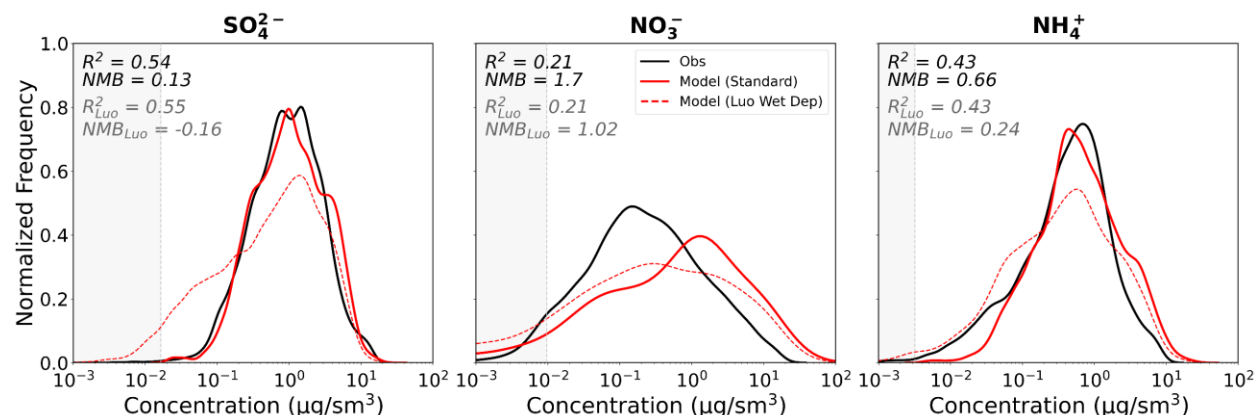 SO₄²⁻
NO₃⁻
NH₄⁺
Normalized Frequency
1.0
0.8
0.6
0.4
0.2
0.0
R² = 0.54
NMB = 0.13
R²Luo = 0.55
NMBLuo = -0.16
R² = 0.21
NMB = 1.7
R²Luo = 0.21
NMBLuo = 1.02
Obs
Model (Standard)
Model (Luo Wet Dep)
R² = 0.43
NMB = 0.66
R²Luo = 0.43
NMBLuo = 0.24
10⁻³ 10⁻² 10⁻¹ 10⁰ 10¹ 10²
10⁻³ 10⁻² 10⁻¹ 10⁰ 10¹ 10²
10⁻³ 10⁻² 10⁻¹ 10⁰ 10¹ 10²
Concentration (μg/sm³)
Concentration (μg/sm³)
Concentration (μg/sm³)